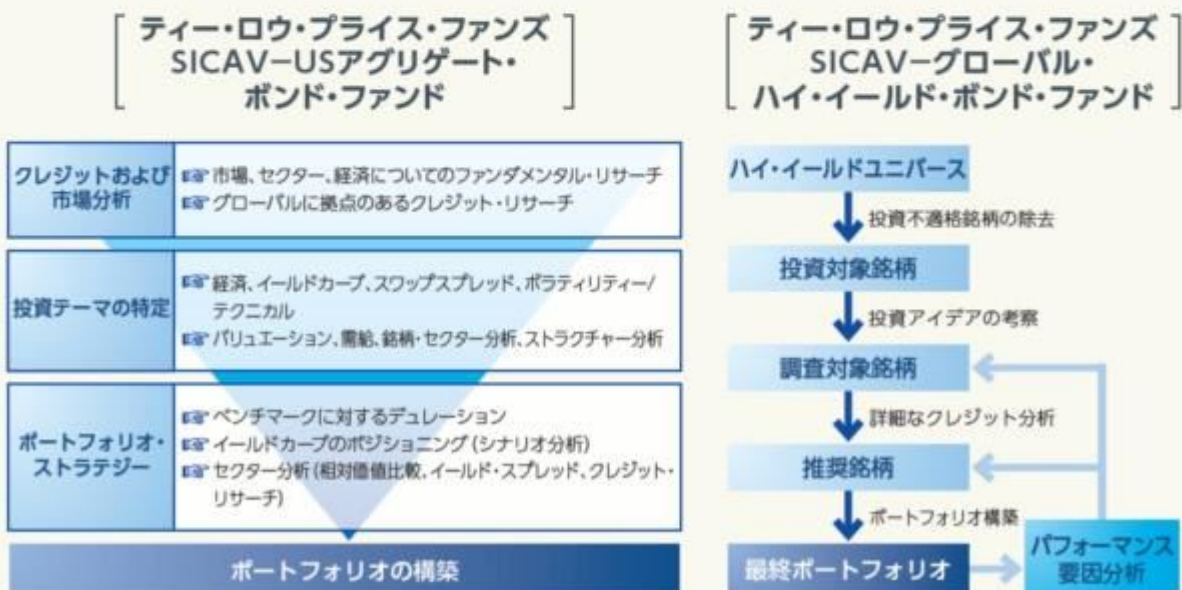 ティー・ロウ・プライス・ファンズ
SICAV−USアグリゲート・
ボンド・ファンド
クレジットおよび
市場分析
☞ 市場、セクター、経済についてのファンダメンタル・リサーチ
☞ グローバルに拠点のあるクレジット・リサーチ
投資テーマの特定
☞ 経済、イールドカーブ、スワップスプレッド、ボラティリティー/
テクニカル
☞ バリュエーション、需給、銘柄・セクター分析、ストラクチャー分析
ポートフォリオ・
ストラテジー
☞ ベンチマークに対するデュレーション
☞ イールドカーブのポジショニング(シナリオ分析)
☞ セクター分析(相対価値比較、イールド・スプレッド、クレジット・
リサーチ)
ポートフォリオの構築
ティー・ロウ・プライス・ファンズ
SICAV−グローバル・
ハイ・イールド・ボンド・ファンド
ハイ・イールドユニバース
投資不適格銘柄の除去
投資対象銘柄
投資アイデアの考察
調査対象銘柄
詳細なクレジット分析
推奨銘柄
ポートフォリオ構築
最終ポートフォリオ
パフォーマンス
要因分析